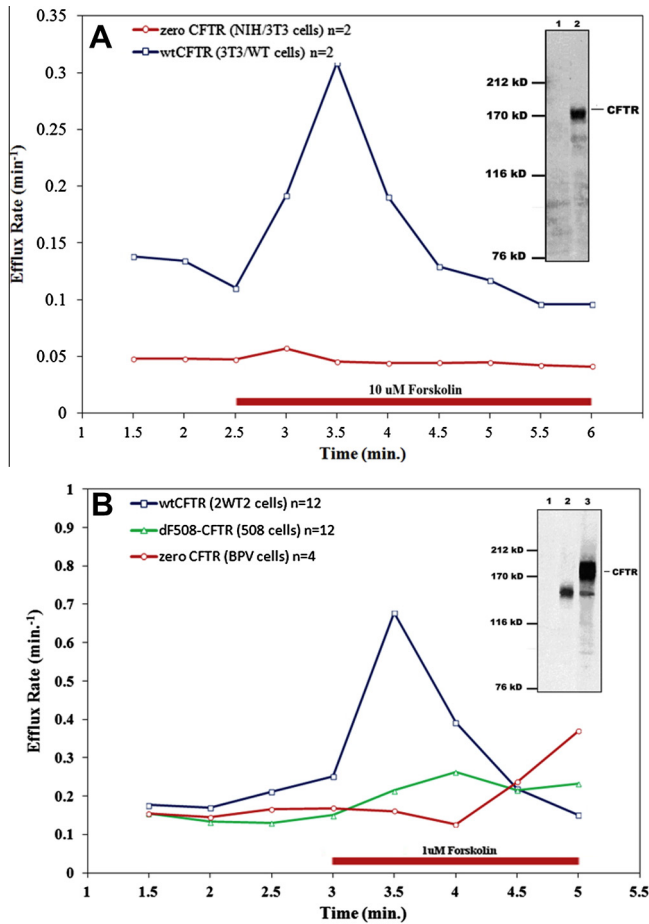 A
zero CFTR (NIH/3T3 cells) n=2
wtCFTR (3T3/WT cells) n=2
Efflux Rate (min-1)
0.35
0.3
0.25
0.2
0.15
0.1
0.05
0
1 2
212 kD
170 kD
CFTR
116 kD
76 kD
10 uM Forskolin
1 1.5 2 2.5 3 3.5 4 4.5 5 5.5 6
Time (min.)
B
wtCFTR (2WT2 cells) n=12
dF508-CFTR (508 cells) n=12
zero CFTR (BPV cells) n=4
Efflux Rate (min.-1)
1
0.9
0.8
0.7
0.6
0.5
0.4
0.3
0.2
0.1
0
1 2 3
212 kD
170 kD
CFTR
116 kD
76 kD
1uM Forskolin
1 1.5 2 2.5 3 3.5 4 4.5 5 5.5
Time (min.)